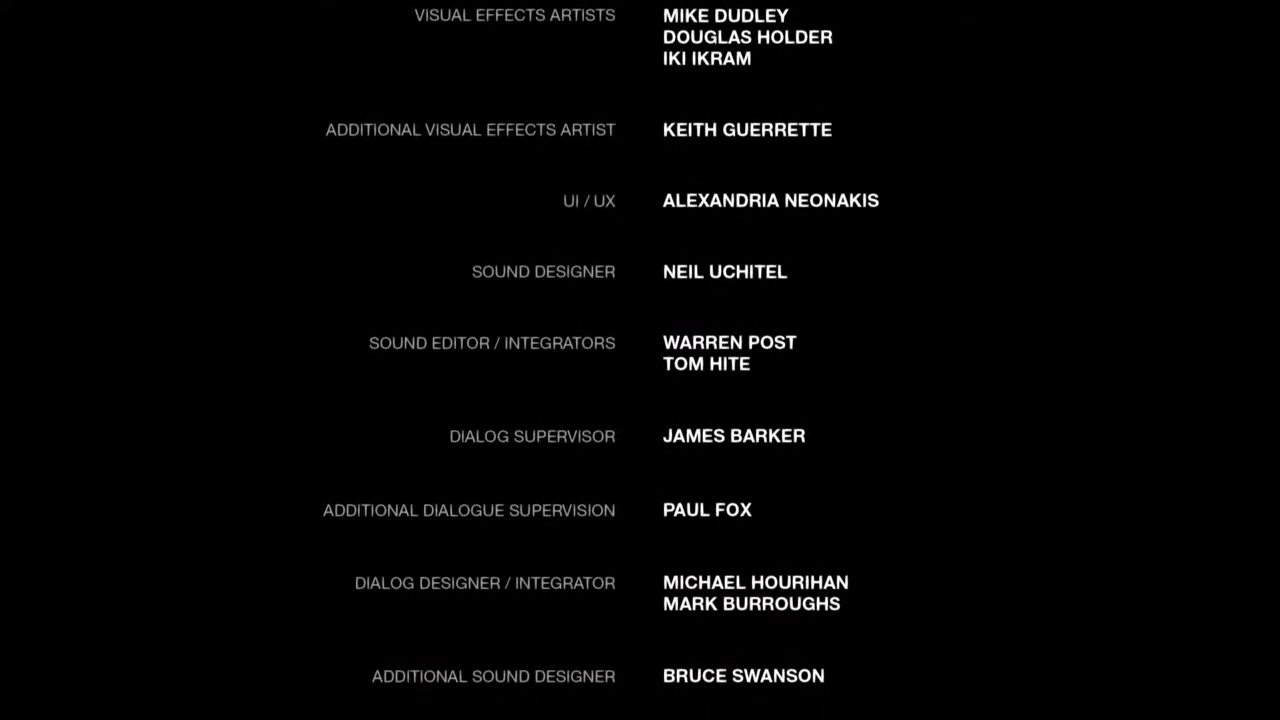 VISUAL EFFECTS ARTISTS MIKE DUDLEY
DOUGLAS HOLDER
IKI IKRAM
ADDITIONAL VISUAL EFFECTS ARTIST KEITH GUERRETTE
UI / UX ALEXANDRIA NEONAKIS
SOUND DESIGNER NEIL UCHITEL
SOUND EDITOR / INTEGRATORS WARREN POST
TOM HITE
DIALOG SUPERVISOR JAMES BARKER
ADDITIONAL DIALOGUE SUPERVISION PAUL FOX
DIALOG DESIGNER / INTEGRATOR MICHAEL HOURIHAN
MARK BURROUGHS
ADDITIONAL SOUND DESIGNER BRUCE SWANSON